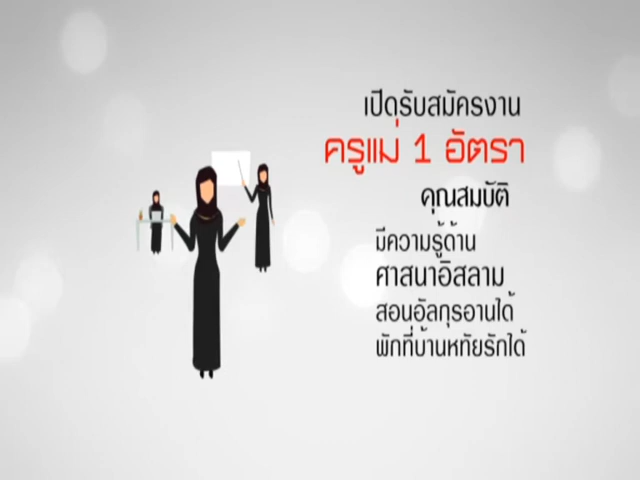 เปิดรับสมัครงาน
ครูแม่ 1 อัตรา
คุณสมบัติ
มีความรู้ด้าน
ศาสนาอิสลาม
สอนอัลกุรอานได้
พักที่บ้านหทัยรักได้